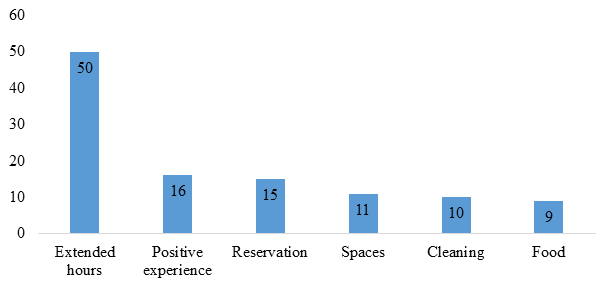 60
50
40
30
20
10
0
50
16
15
11
10
9
Extended hours
Positive experience
Reservation
Spaces
Cleaning
Food